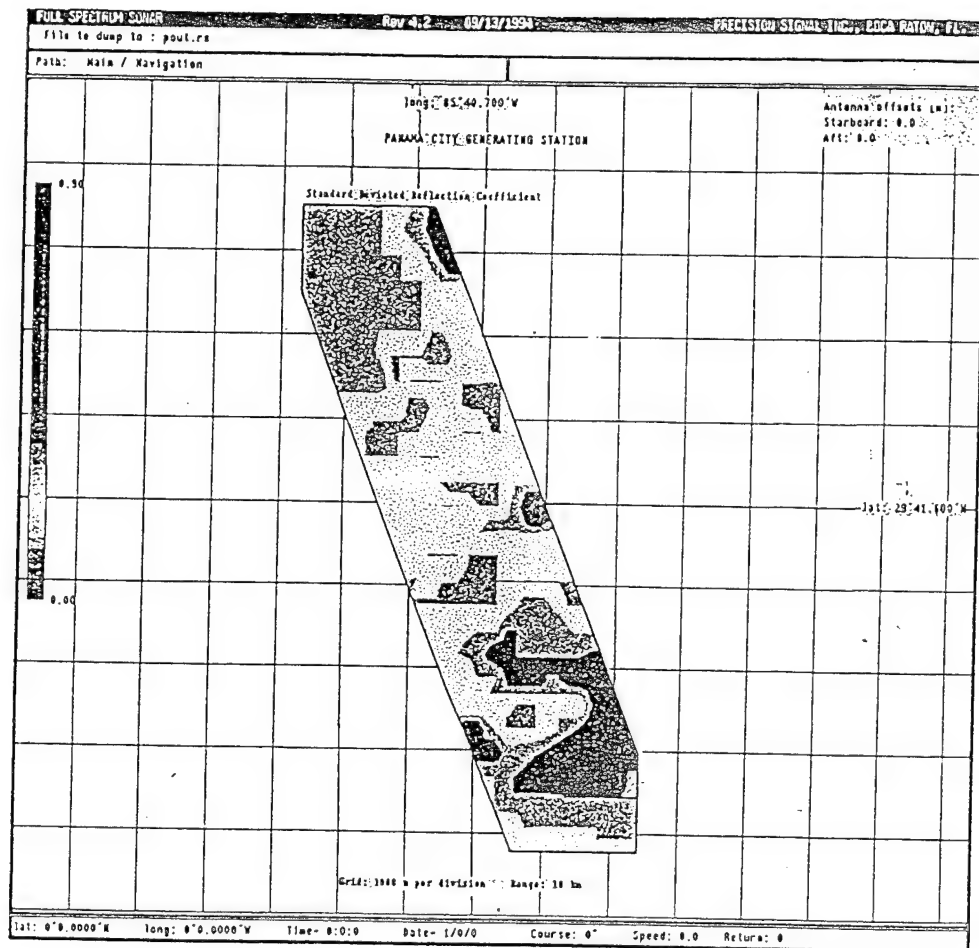 FULL SPECTRUM SONAR Rev 4.2 09/13/1994 PRECISION SIGNAL INC., BOCA RATON, FL.
File to dump to : pout.rs
Path: Main / Navigation
long: 85°40.700'W
Antenna offsets (m):
Starboard: 0.0
Aft: 0.0
PANAMA CITY GENERATING STATION
0.90
Standard Deviated Reflection Coefficient
lat: 29°41.600'N
0.00
Grid: 1000 m per division Range: 10 km
lat: 0°0.0000'N long: 0°0.0000'W Time- 0:0:0 Date- 1/0/0 Course: 0° Speed: 0.0 Return: 0